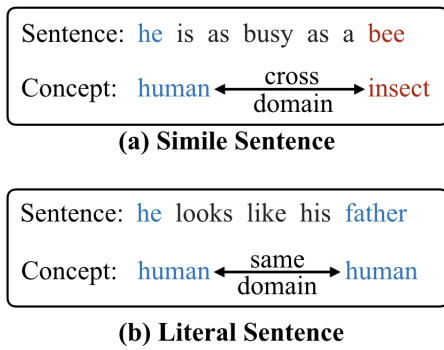 Sentence: he is as busy as a bee
cross
Concept: human insect
domain
(a) Simile Sentence
Sentence: he looks like his father
same
Concept: human human
domain
(b) Literal Sentence